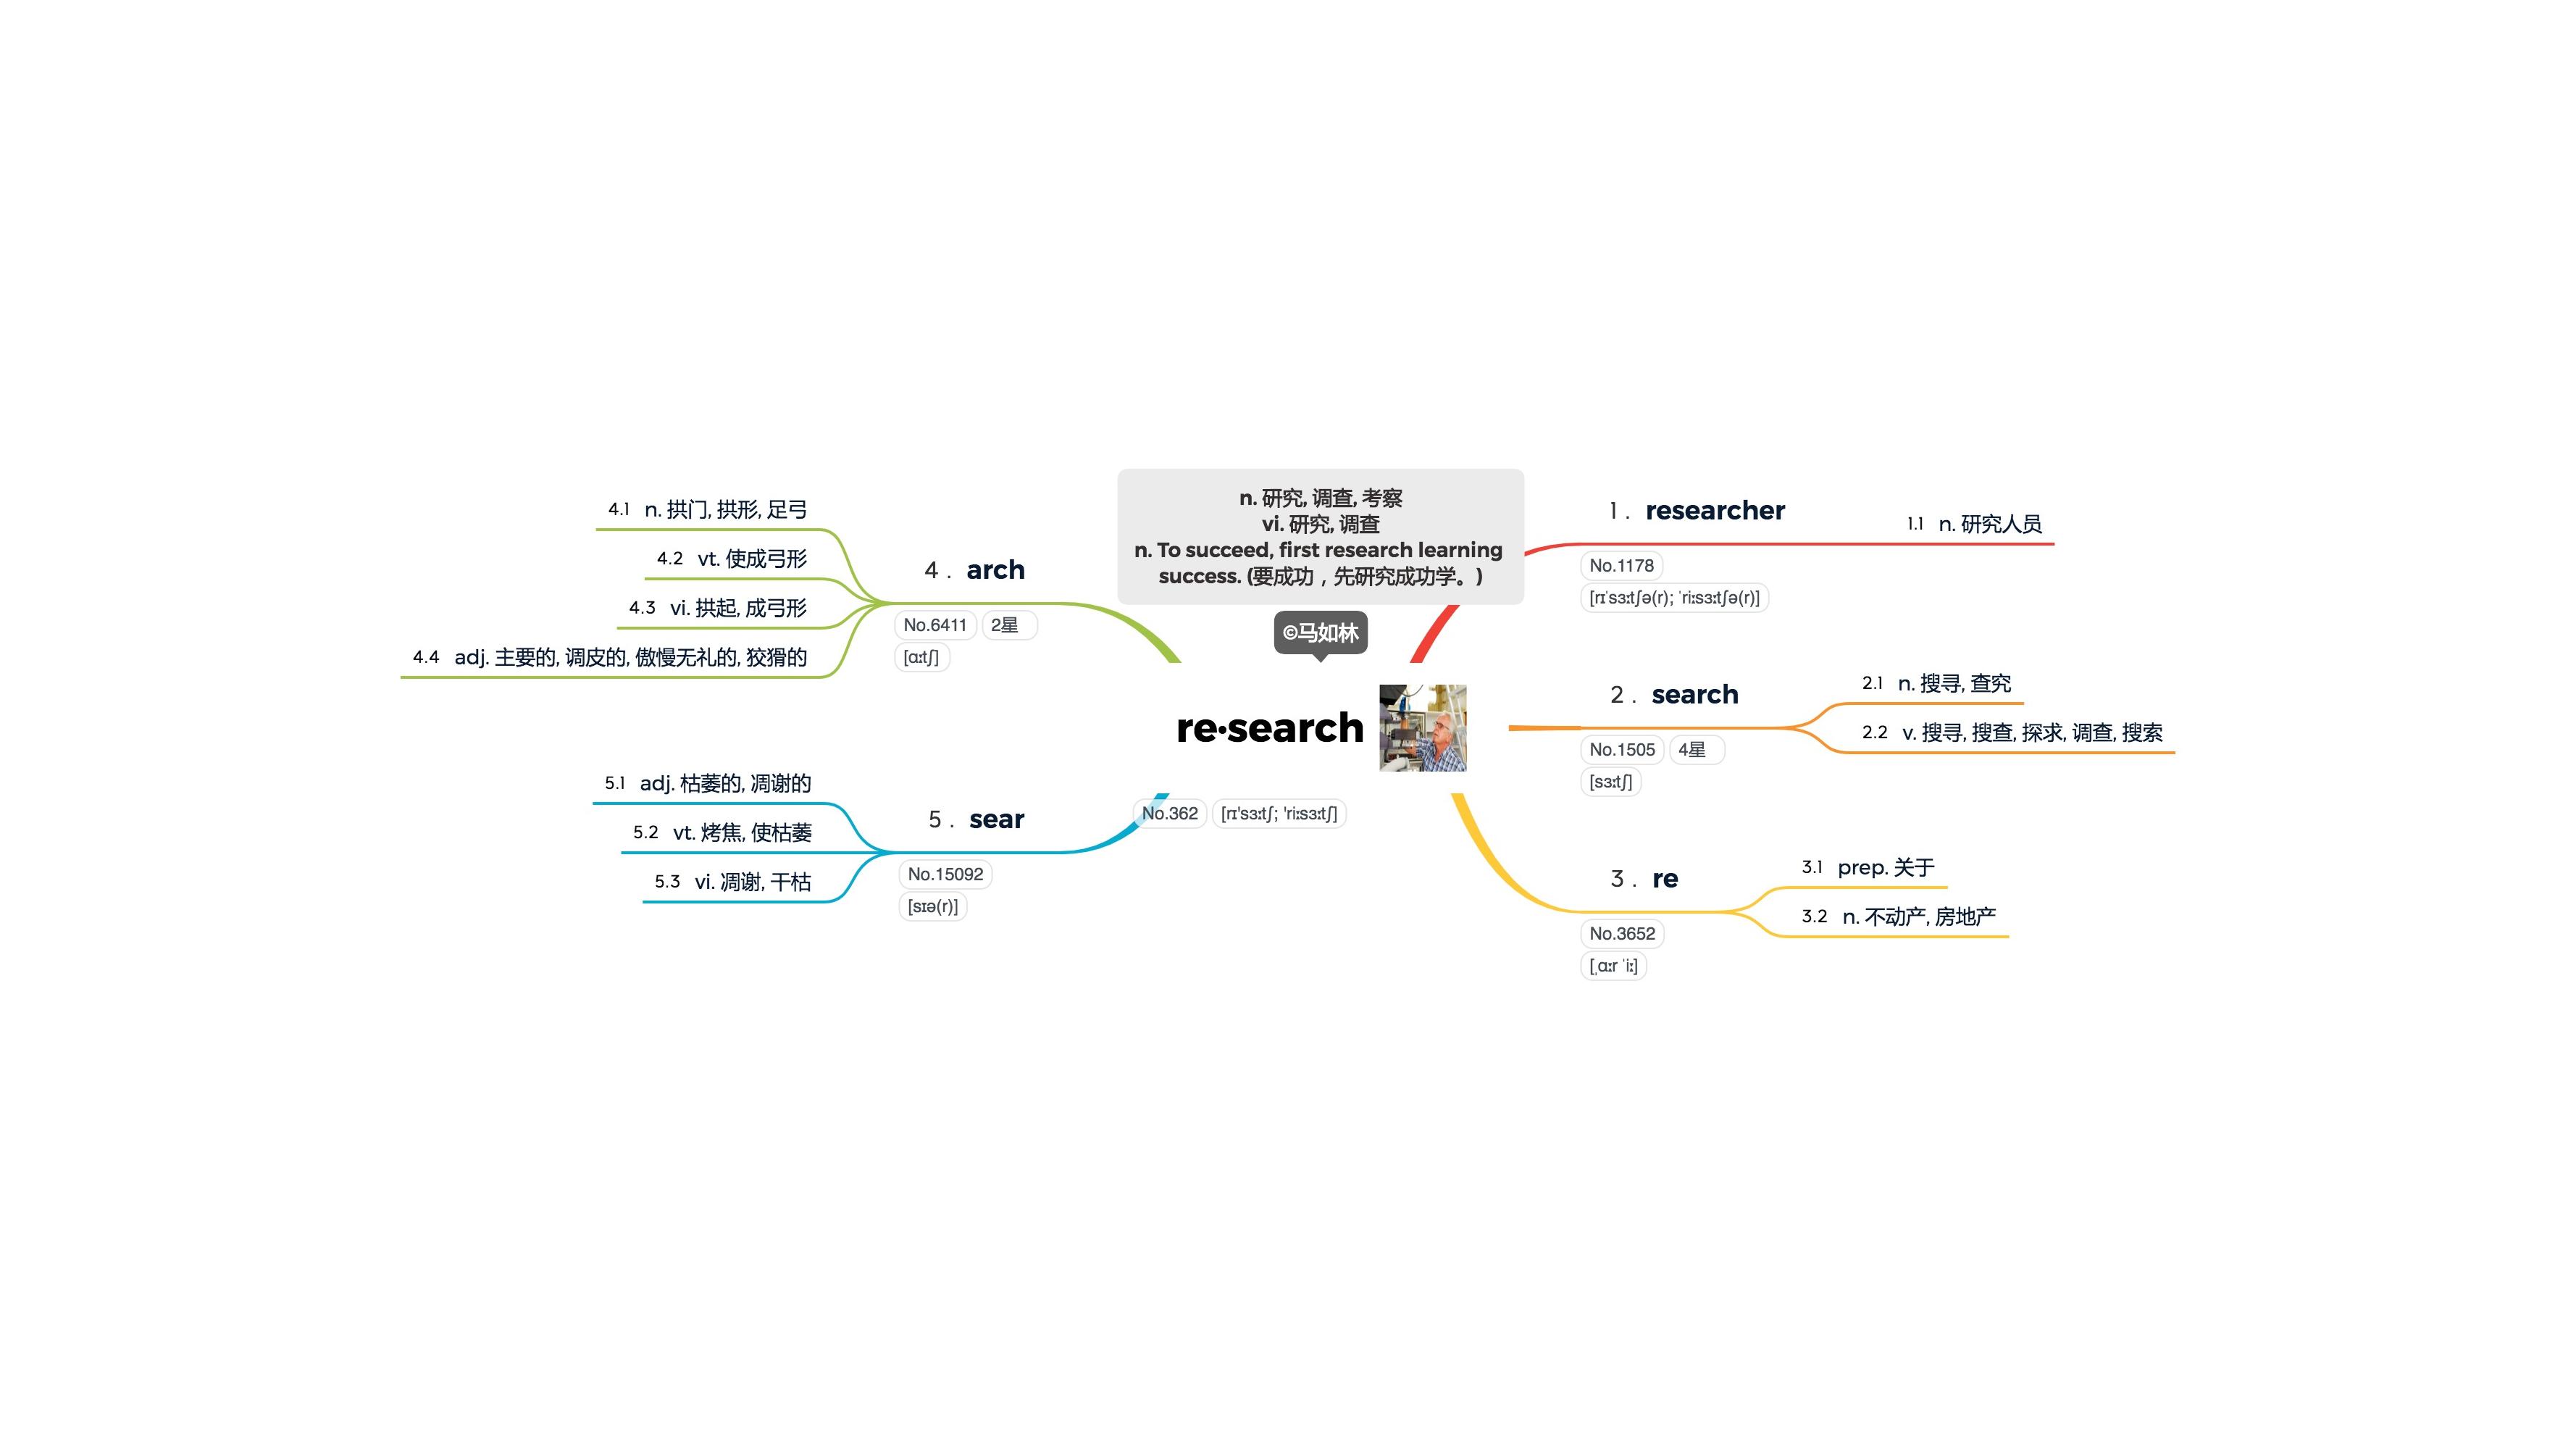 n. 研究, 调查, 考察
vi. 研究, 调查
n. To succeed, first research learning
success. (要成功，先研究成功学。)
©马如林
re·search
No.362 [rɪ'sɜːtʃ; 'riːsɜːtʃ]
1. researcher
No.1178
[rɪˈsɜːtʃə(r); ˈriːsɜːtʃə(r)]
1.1 n. 研究人员
2. search
No.1505 4星
[sɜːtʃ]
2.1 n. 搜寻, 查究
2.2 v. 搜寻, 搜查, 探求, 调查, 搜索
3. re
No.3652
[ˌɑːr ˈiː]
3.1 prep. 关于
3.2 n. 不动产, 房地产
4. arch
No.6411 2星
[ɑːtʃ]
4.1 n. 拱门, 拱形, 足弓
4.2 vt. 使成弓形
4.3 vi. 拱起, 成弓形
4.4 adj. 主要的, 调皮的, 傲慢无礼的, 狡猾的
5. sear
No.15092
[sɪə(r)]
5.1 adj. 枯萎的, 凋谢的
5.2 vt. 烤焦, 使枯萎
5.3 vi. 凋谢, 干枯